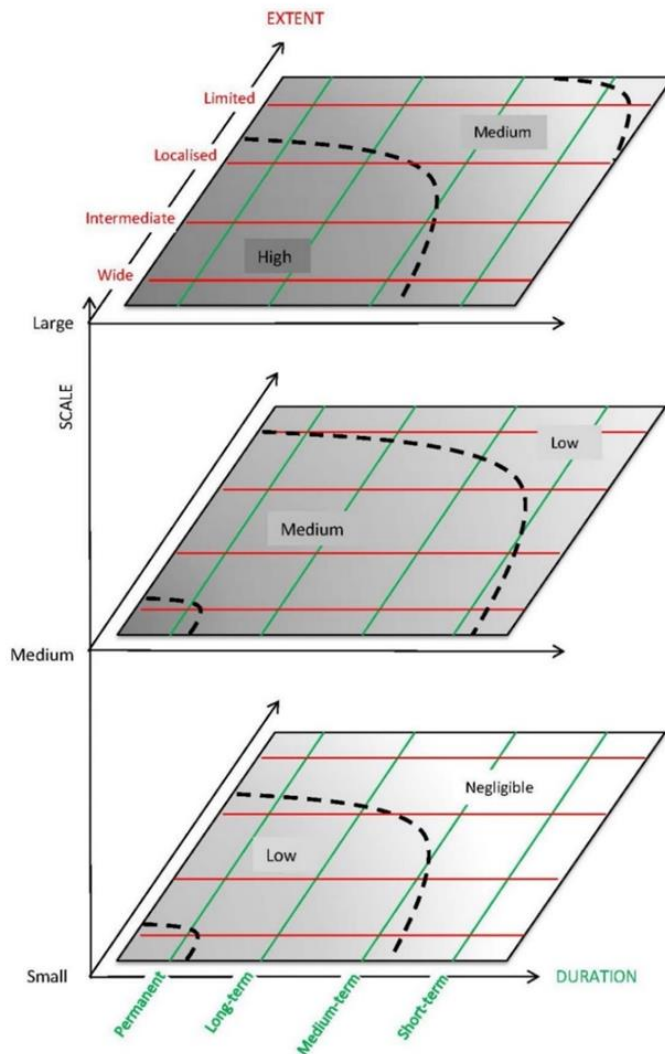 EXTENT
Limited
Medium
Localised
Intermediate
High
Wide
Large
SCALE
Low
Medium
Medium
Negligible
Low
Small
Permanent
Long-term
Medium-term
Short-term
DURATION